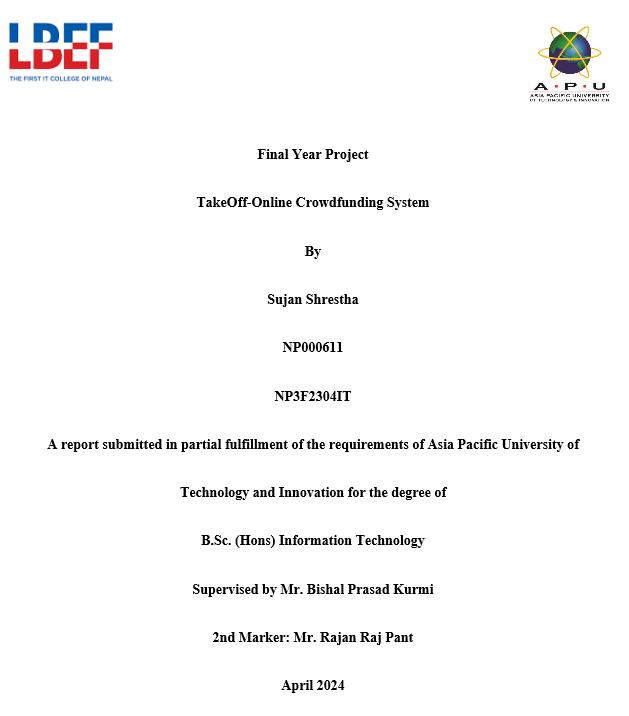 LBEF
THE FIRST IT COLLEGE OF NEPAL
A · P · U
ASIA PACIFIC UNIVERSITY
OF TECHNOLOGY & INNOVATION
Final Year Project
TakeOff-Online Crowdfunding System
By
Sujan Shrestha
NP000611
NP3F2304IT
A report submitted in partial fulfillment of the requirements of Asia Pacific University of
Technology and Innovation for the degree of
B.Sc. (Hons) Information Technology
Supervised by Mr. Bishal Prasad Kurmi
2nd Marker: Mr. Rajan Raj Pant
April 2024